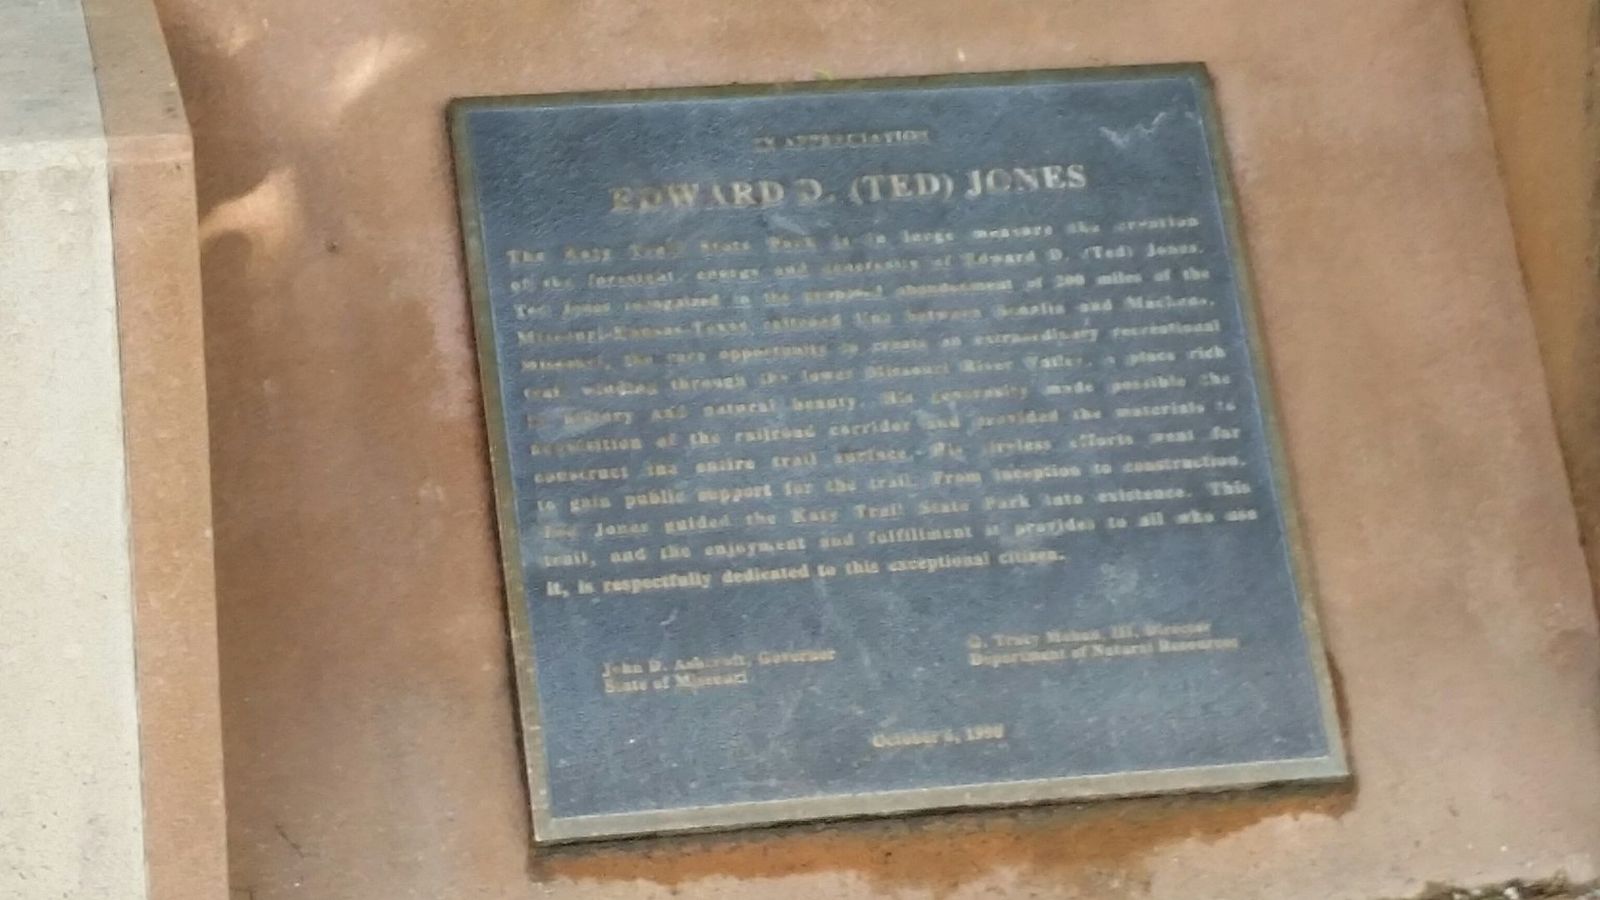 IN APPRECIATION
EDWARD D. (TED) JONES
The Katy Trail State Park is in large measure the creation
of the foresight, energy and generosity of Edward D. (Ted) Jones.
Ted Jones recognized in the proposed abandonment of 200 miles of the
Missouri-Kansas-Texas railroad line between Sedalia and Machens,
Missouri, the rare opportunity to create an extraordinary recreational
trail winding through the lower Missouri River Valley, a place rich
in history and natural beauty. His generosity made possible the
acquisition of the railroad corridor and provided the materials to
construct the entire trail surface. His tireless efforts went far
to gain public support for the trail. From inception to construction,
Ted Jones guided the Katy Trail State Park into existence. This
trail, and the enjoyment and fulfillment it provides to all who use
it, is respectfully dedicated to this exceptional citizen.
John D. Ashcroft, Governor
State of Missouri
G. Tracy Mehan, III, Director
Department of Natural Resources
October 1990